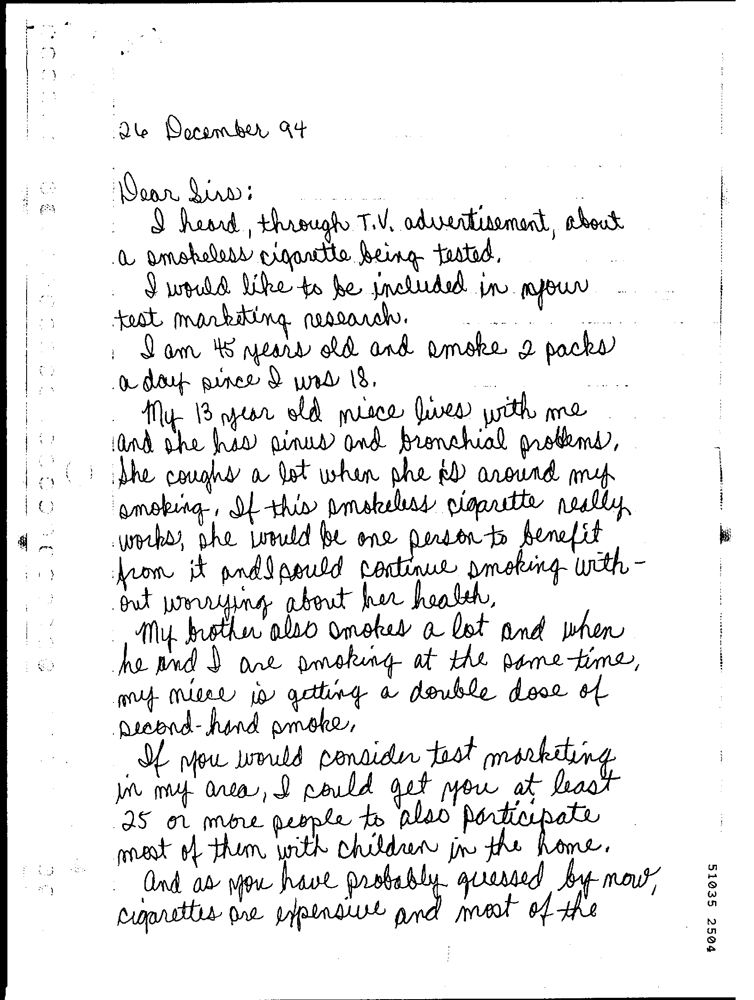 26 December 94
Dear Sirs:
I heard, through T.V. advertisement, about
a smokeless cigarette being tested.
I would like to be included in your
test marketing research.
I am 45 years old and smoke 2 packs
a day since I was 18.
My 13 year old niece lives with me
and she has sinus and bronchial problems.
She coughs a lot when she is around my
smoking. If this smokeless cigarette really
works, she would be one person to benefit
from it and I could continue smoking with-
out worrying about her health.
My brother also smokes a lot and when
he and I are smoking at the same time,
my niece is getting a double dose of
second-hand smoke.
If you would consider test marketing
in my area, I could get you at least
25 or more people to also participate
most of them with children in the home.
And as you have probably guessed by now,
cigarettes are expensive and most of the
51035 2504